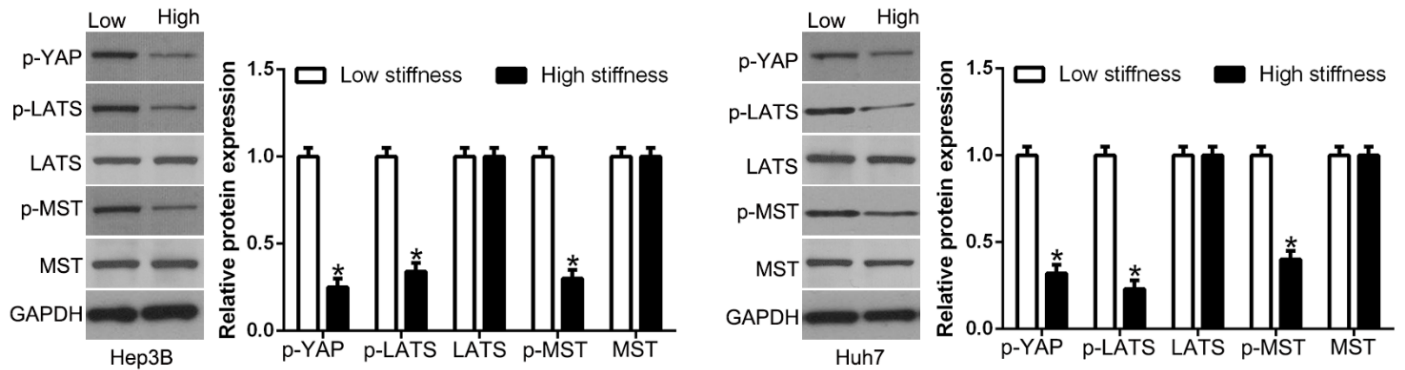 Low High
p-YAP
p-LATS
LATS
p-MST
MST
GAPDH
Hep3B
Relative protein expression
1.5
1.0
0.5
0.0
Low stiffness High stiffness
* * *
p-YAP p-LATS LATS p-MST MST
Low High
p-YAP
p-LATS
LATS
p-MST
MST
GAPDH
Huh7
Relative protein expression
1.5
1.0
0.5
0.0
Low stiffness High stiffness
* * *
p-YAP p-LATS LATS p-MST MST